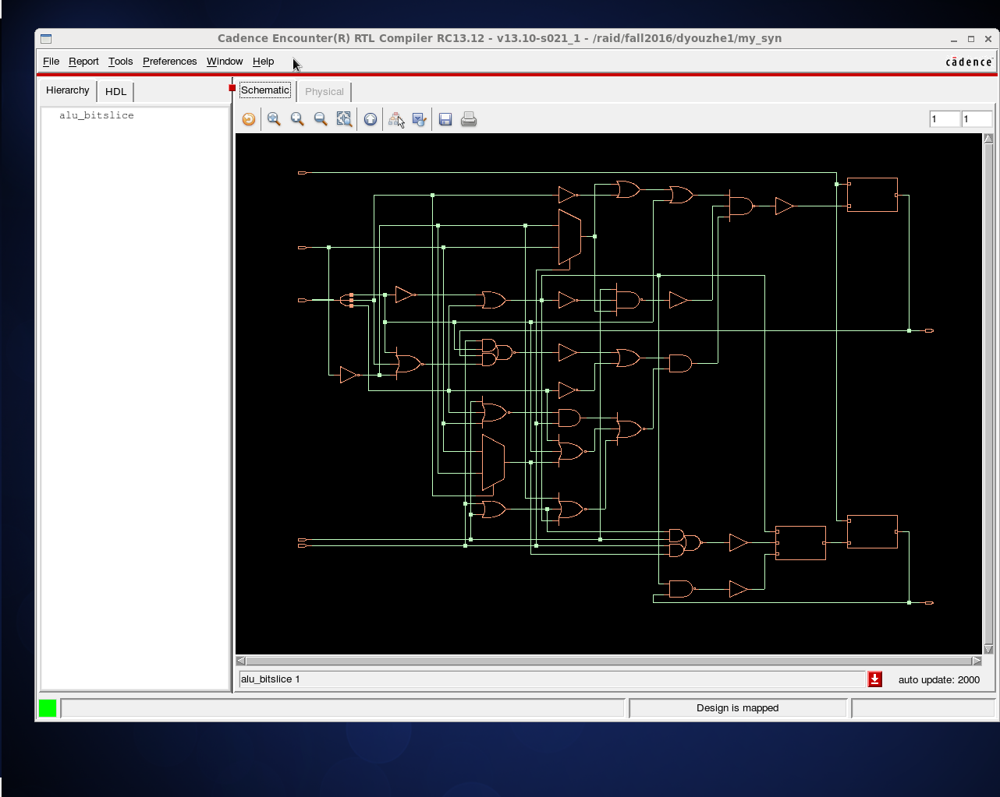 Cadence Encounter(R) RTL Compiler RC13.12 - v13.10-s021_1 - /raid/fall2016/dyouzhe1/my_syn
File Report Tools Preferences Window Help
cādence
Hierarchy HDL
Schematic Physical
alu_bitslice
1 1
alu_bitslice 1
auto update: 2000
Design is mapped